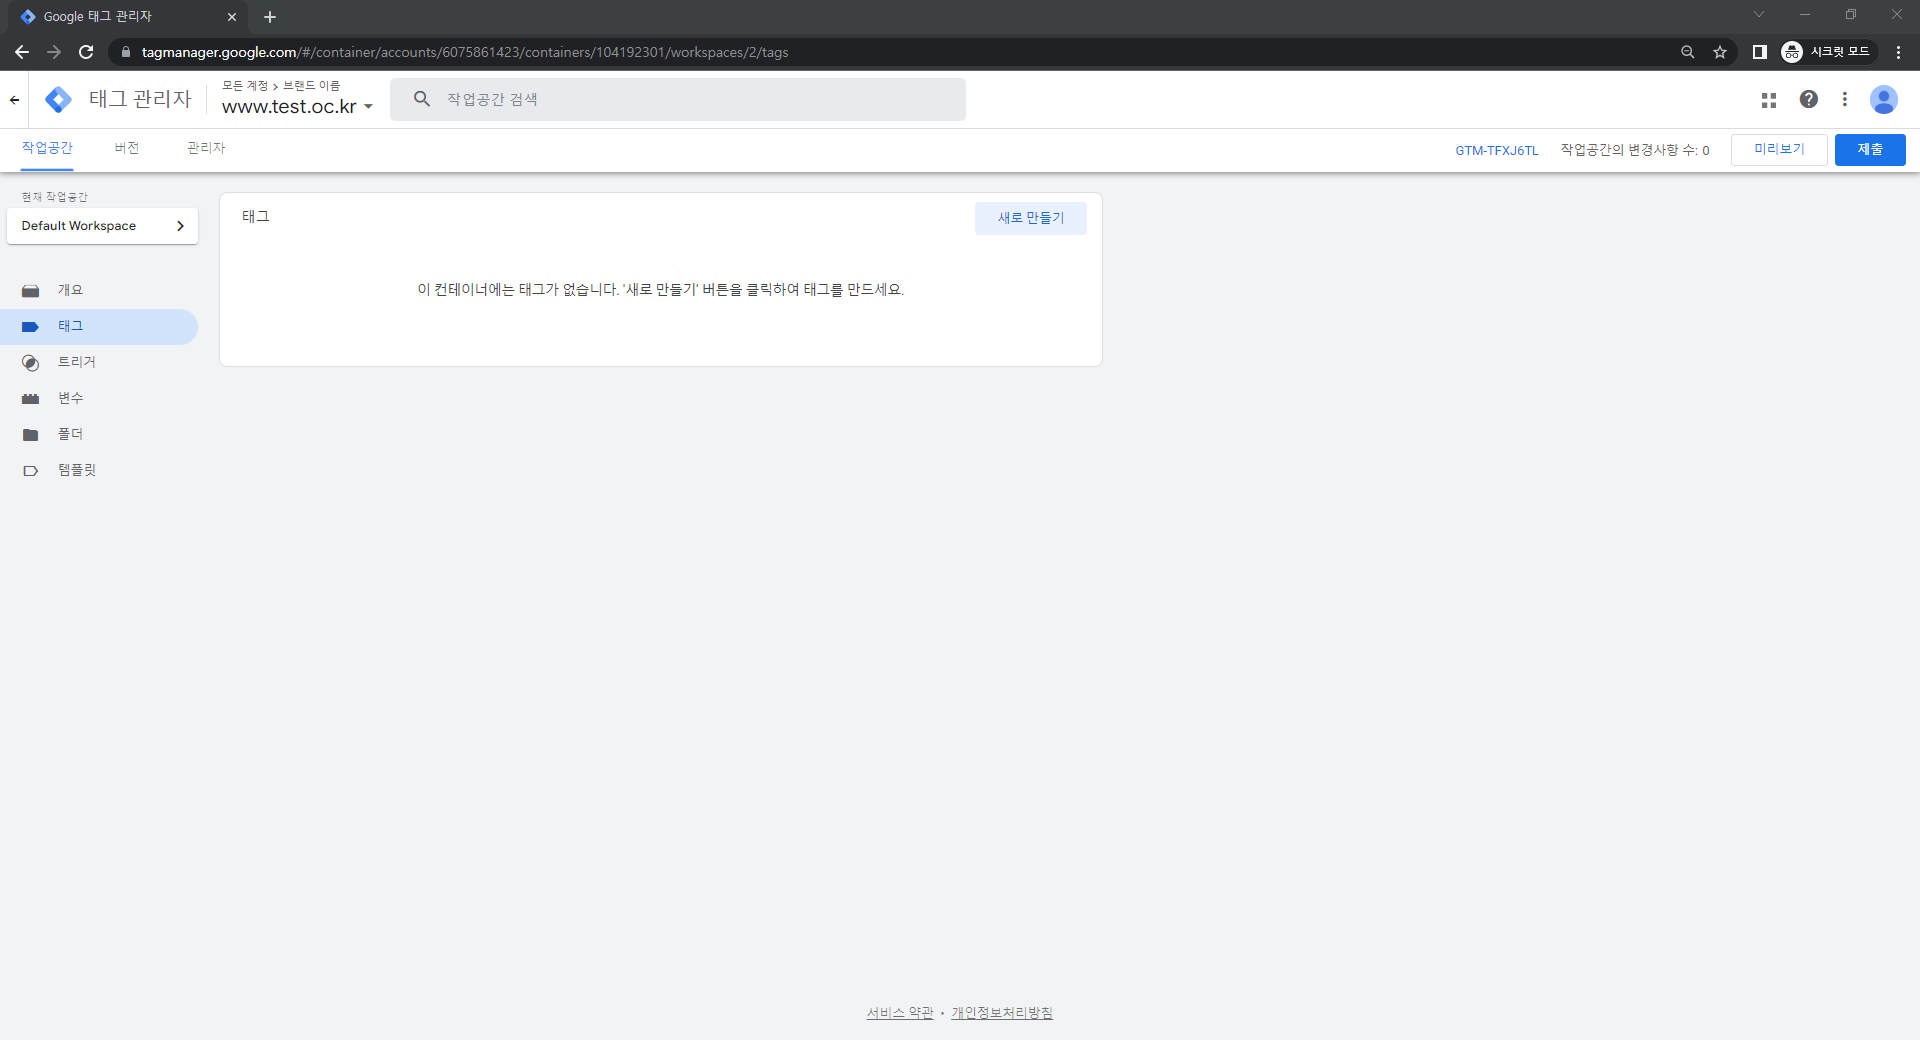 Google 태그 관리자
tagmanager.google.com/#/container/accounts/6075861423/containers/104192301/workspaces/2/tags
시크릿 모드
태그 관리자
모든 계정 > 브랜드 이름
www.test.oc.kr
작업공간 검색
작업공간
버전
관리자
GTM-TFXJ6TL
작업공간의 변경사항 수: 0
미리보기
제출
현재 작업공간
Default Workspace
개요
태그
트리거
변수
폴더
템플릿
태그
새로 만들기
이 컨테이너에는 태그가 없습니다. '새로 만들기' 버튼을 클릭하여 태그를 만드세요.
서비스 약관 • 개인정보처리방침